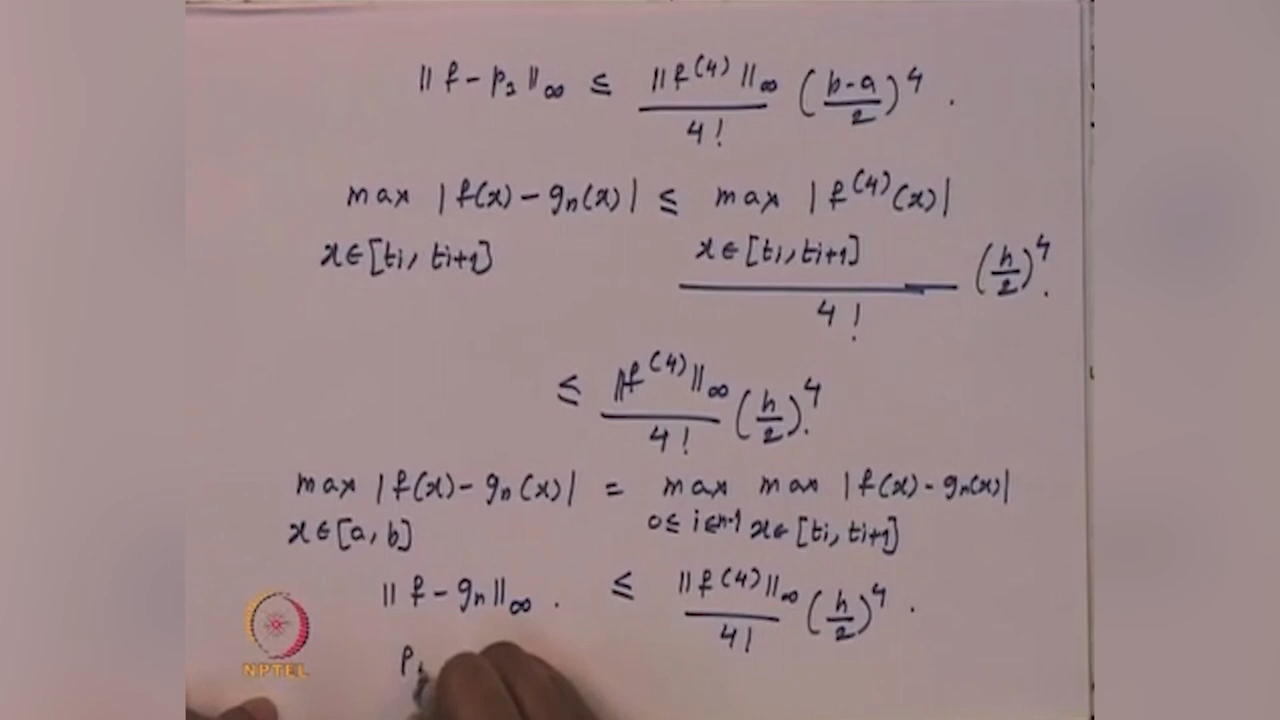 ‖f - p₃‖∞ ≤ ‖f⁽⁴⁾‖∞ / 4! ((b-a)/2)⁴ .
max |f(x) - gₙ(x)| ≤ max |f⁽⁴⁾(x)|
x ∈ [tᵢ, tᵢ₊₁] x ∈ [tᵢ, tᵢ₊₁] (h/2)⁴.
4!
≤ ‖f⁽⁴⁾‖∞ / 4! (h/2)⁴.
max |f(x) - gₙ(x)| = max max |f(x) - gₙ(x)|
x ∈ [a, b] 0 ≤ i ≤ n-1 x ∈ [tᵢ, tᵢ₊₁]
‖f - gₙ‖∞ . ≤ ‖f⁽⁴⁾‖∞ / 4! (h/2)⁴ .
p
NPTEL